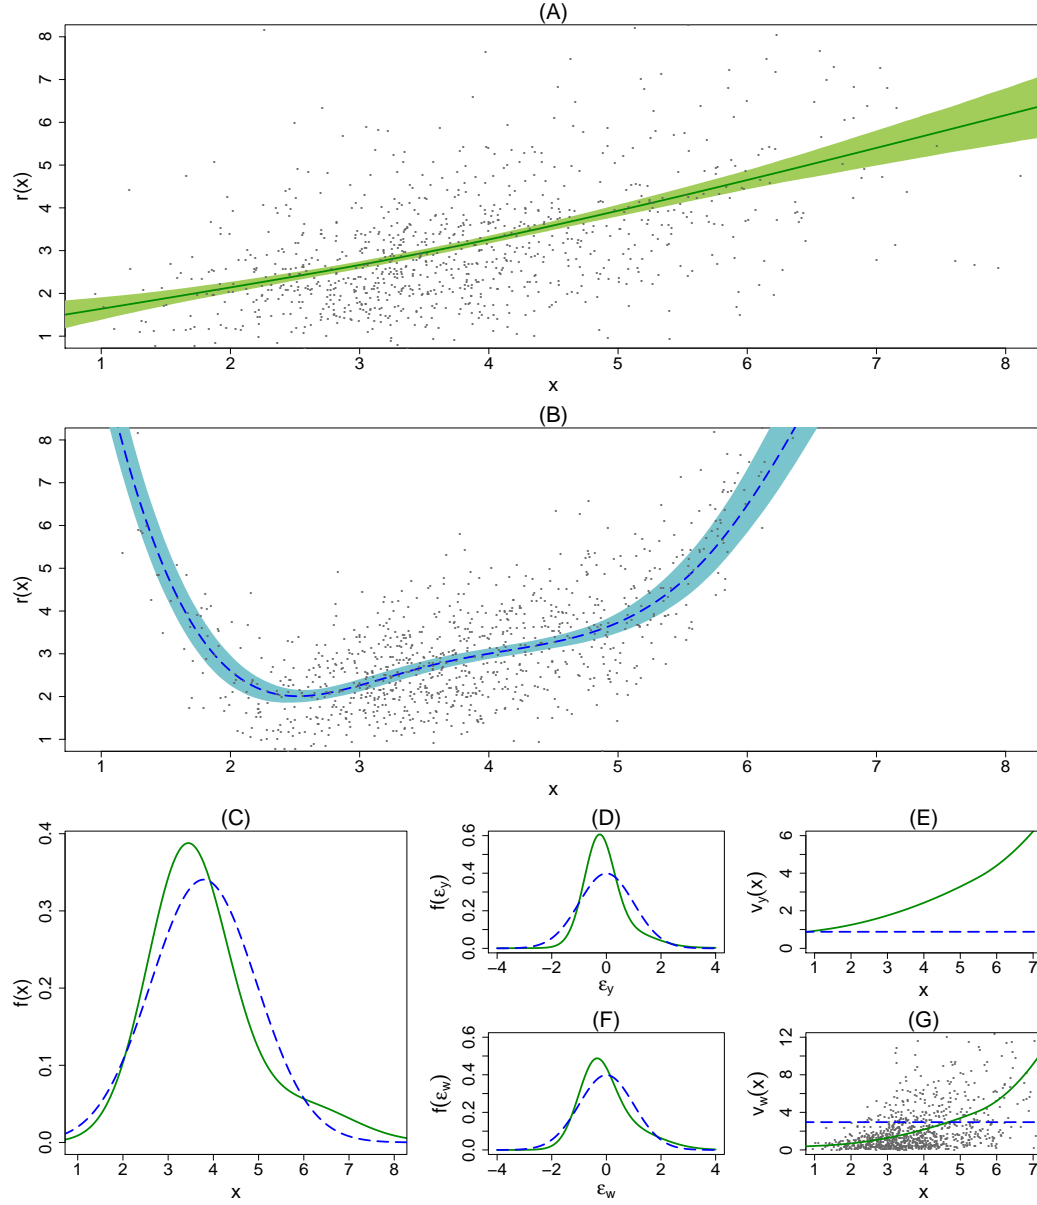 (A)
r(x)
1 2 3 4 5 6 7 8
1 2 3 4 5 6 7 8
x
(B)
r(x)
1 2 3 4 5 6 7 8
1 2 3 4 5 6 7 8
x
(C)
f(x)
0.0 0.1 0.2 0.3 0.4
1 2 3 4 5 6 7 8
x
(D)
f(εy)
0.0 0.2 0.4 0.6
−4 −2 0 2 4
εy
(E)
vy(x)
0 2 4 6
1 2 3 4 5 6 7
x
(F)
f(εw)
0.0 0.2 0.4 0.6
−4 −2 0 2 4
εw
(G)
vw(x)
0 4 8 12
1 2 3 4 5 6 7
x